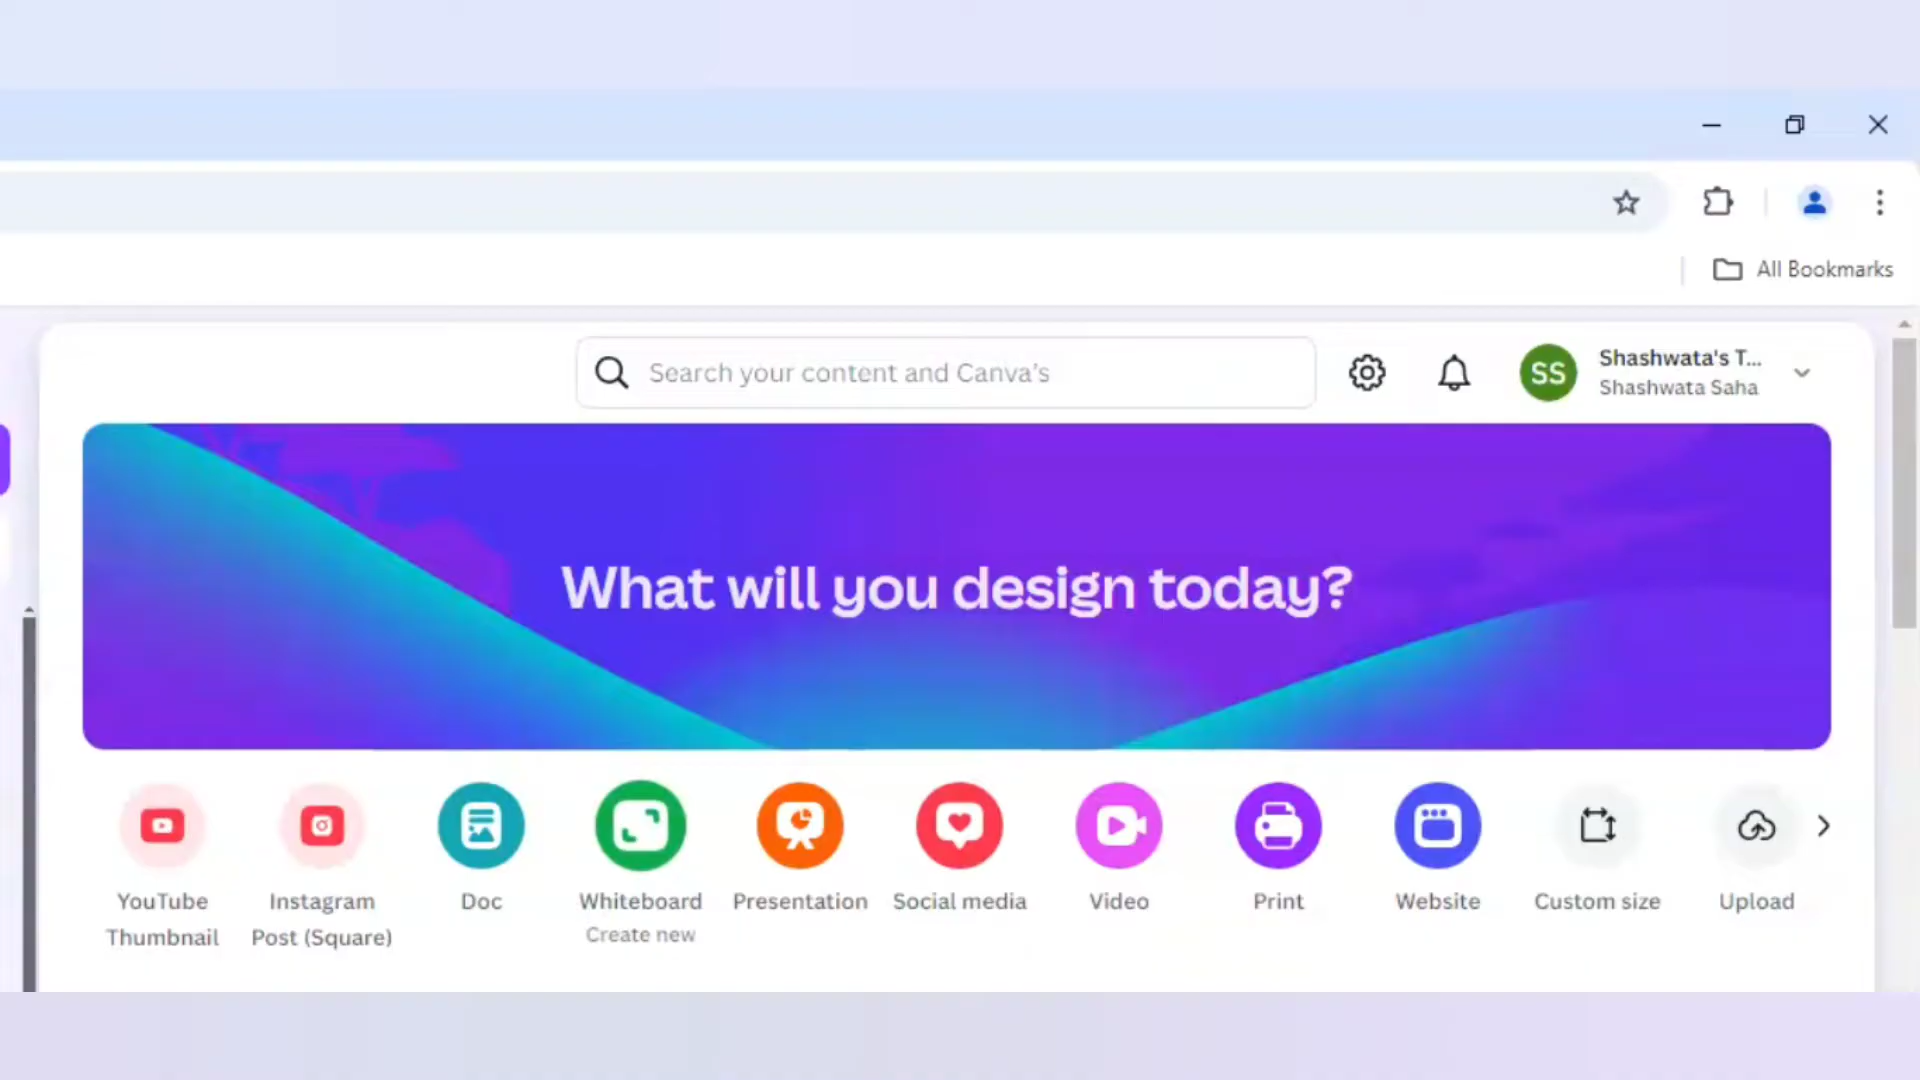 All Bookmarks
Search your content and Canva's
SS
Shashwata's T...
Shashwata Saha
What will you design today?
YouTube
Thumbnail
Instagram
Post (Square)
Doc
Whiteboard
Create new
Presentation
Social media
Video
Print
Website
Custom size
Upload